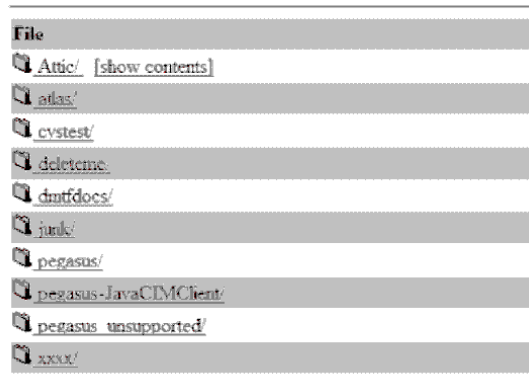 File
Attic/ [show contents]
atlas/
cvstest/
deleteme/
dmtfdocs/
junk/
pegasus/
pegasus-JavaCIMClient/
pegasus_unsupported/
xxxx/